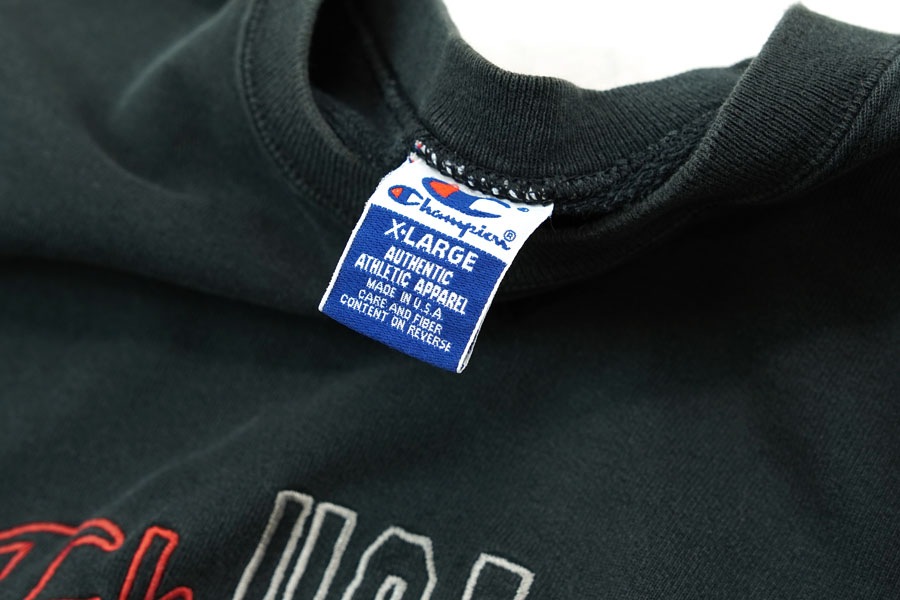 Champion®
X-LARGE
AUTHENTIC
ATHLETIC APPAREL
MADE IN U.S.A.
CARE AND FIBER
CONTENT ON REVERSE